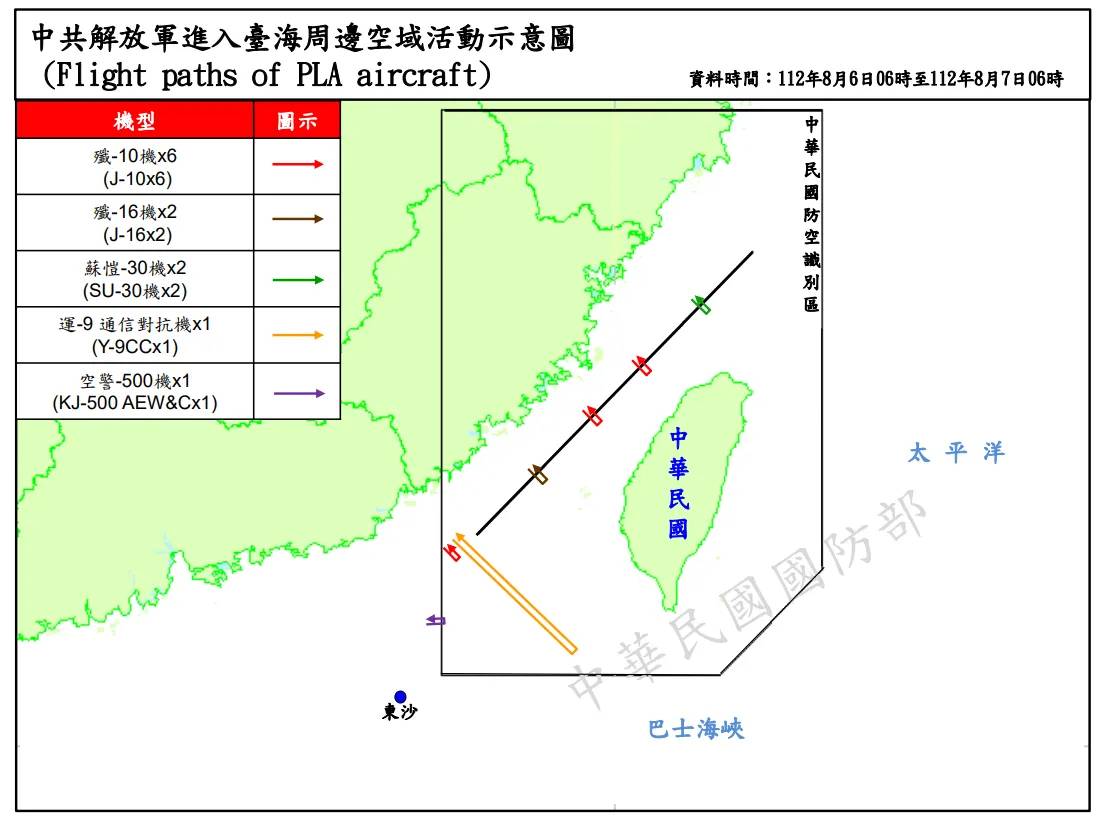 中共解放軍進入臺海周邊空域活動示意圖
(Flight paths of PLA aircraft)
資料時間：112年8月6日06時至112年8月7日06時
機型 圖示
殲-10機x6
(J-10x6)
殲-16機x2
(J-16x2)
蘇愷-30機x2
(SU-30機x2)
運-9 通信對抗機x1
(Y-9CCx1)
空警-500機x1
(KJ-500 AEW&Cx1)
中華民國防空識別區
中華民國
太平洋
中華民國國防部
東沙
巴士海峽